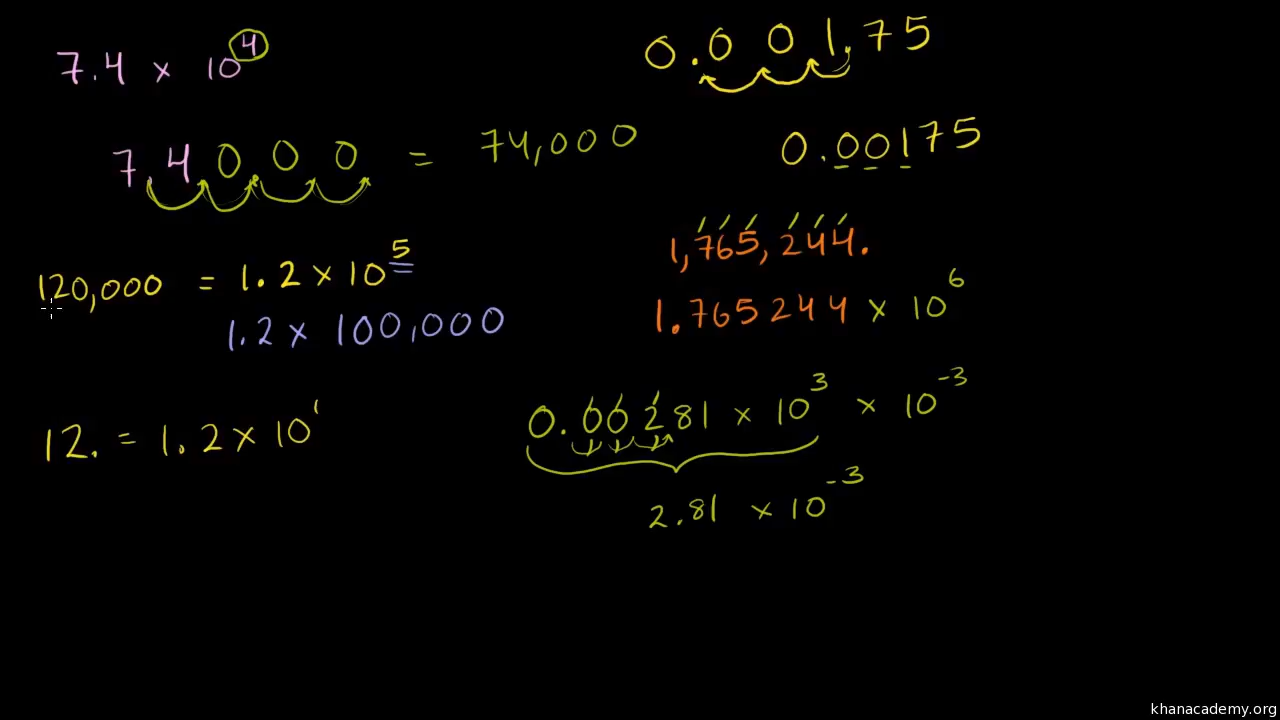 7.4 × 10⁴
7.4000 = 74,000
120,000 = 1.2 × 10⁵
1.2 × 100,000
12. = 1.2 × 10¹
0.001.75
0.00175
1,765,244.
1.765244 × 10⁶
0.00281 × 10³ × 10⁻³
2.81 × 10⁻³
khanacademy.org